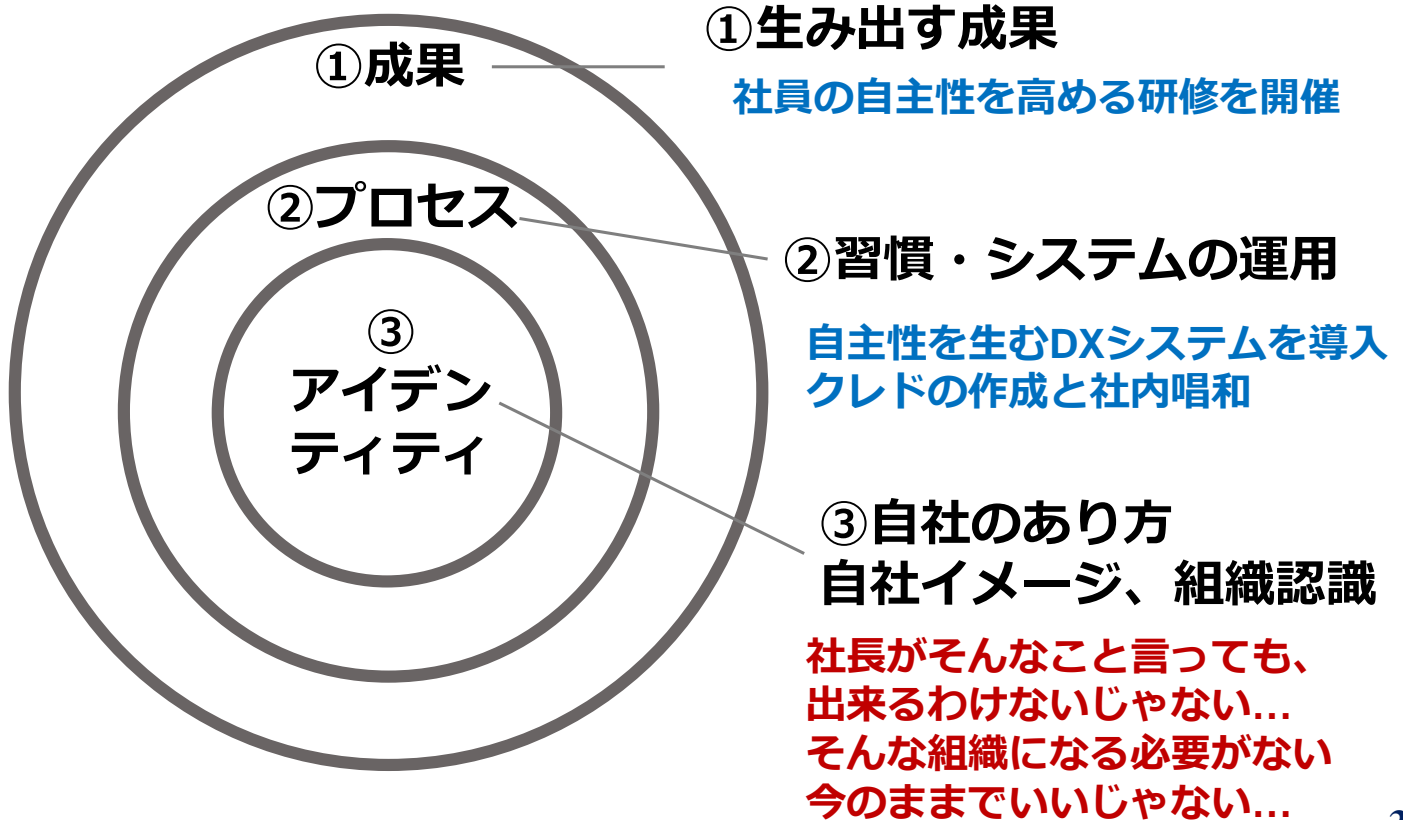 ①成果
②プロセス
③
アイデン
ティティ
①生み出す成果
社員の自主性を高める研修を開催
②習慣・システムの運用
自主性を生むDXシステムを導入
クレドの作成と社内唱和
③自社のあり方
自社イメージ、組織認識
社長がそんなこと言っても、
出来るわけないじゃない…
そんな組織になる必要がない
今のままでいいじゃない…